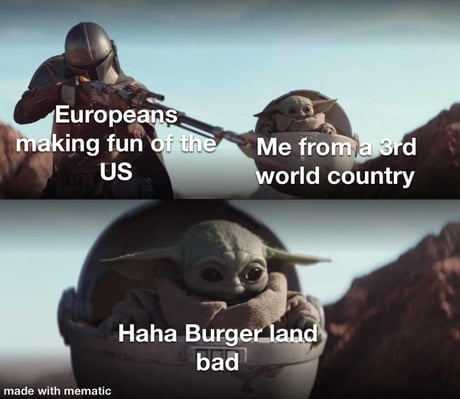 Europeans
making fun of the
US
Me from a 3rd
world country
Haha Burger land
bad
made with mematic